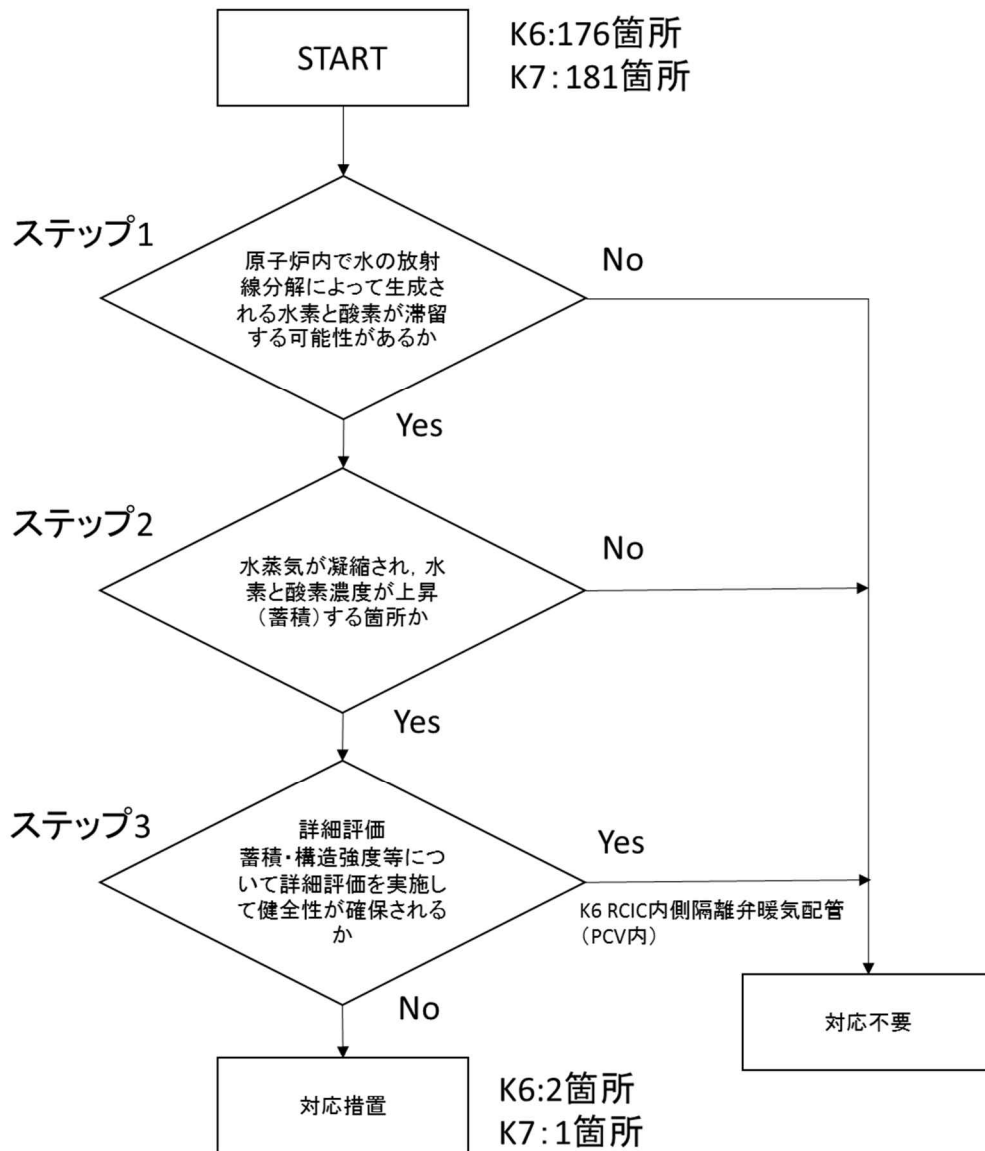 START
K6:176箇所
K7:181箇所
ステップ1
原子炉内で水の放射
線分解によって生成さ
れる水素と酸素が滞留
する可能性があるか
No
Yes
ステップ2
水蒸気が凝縮され，水
素と酸素濃度が上昇
（蓄積）する箇所か
No
Yes
ステップ3
詳細評価
蓄積・構造強度等につ
いて詳細評価を実施し
て健全性が確保される
か
Yes
K6 RCIC内側隔離弁暖気配管
（PCV内）
No
対応不要
対応措置
K6:2箇所
K7:1箇所